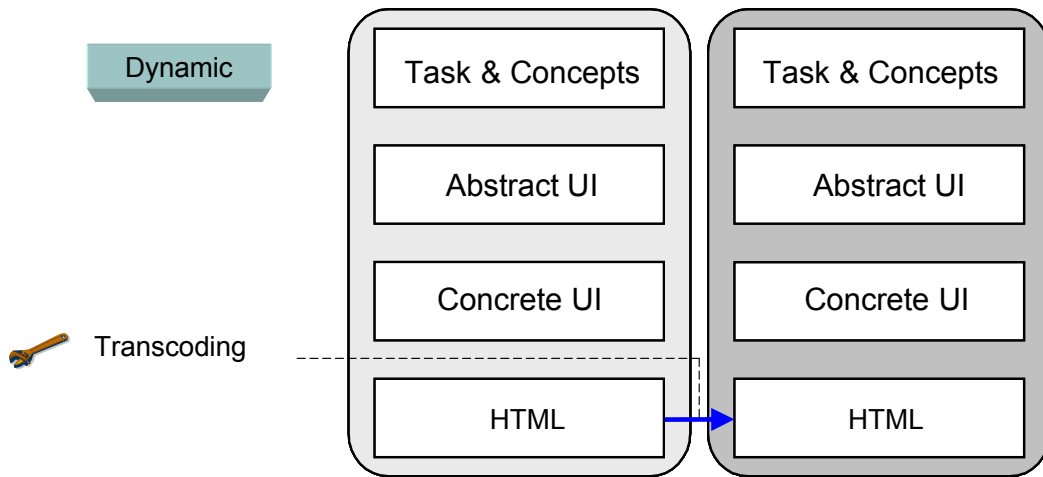 Dynamic
Task & Concepts
Task & Concepts
Abstract UI
Abstract UI
Concrete UI
Concrete UI
Transcoding
HTML
HTML